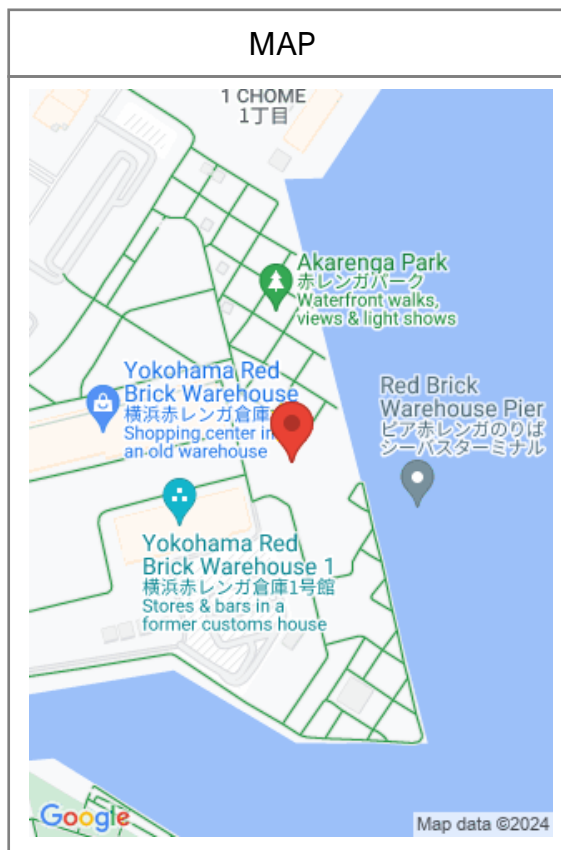 MAP
1 CHOME
1丁目
Akarenga Park
赤レンガパーク
Waterfront walks,
views & light shows
Yokohama Red
Brick Warehouse
横浜赤レンガ倉庫
Shopping center in
an old warehouse
Red Brick
Warehouse Pier
ピア赤レンガのりば
シーバスターミナル
Yokohama Red
Brick Warehouse 1
横浜赤レンガ倉庫1号館
Stores & bars in a
former customs house
Google
Map data ©2024